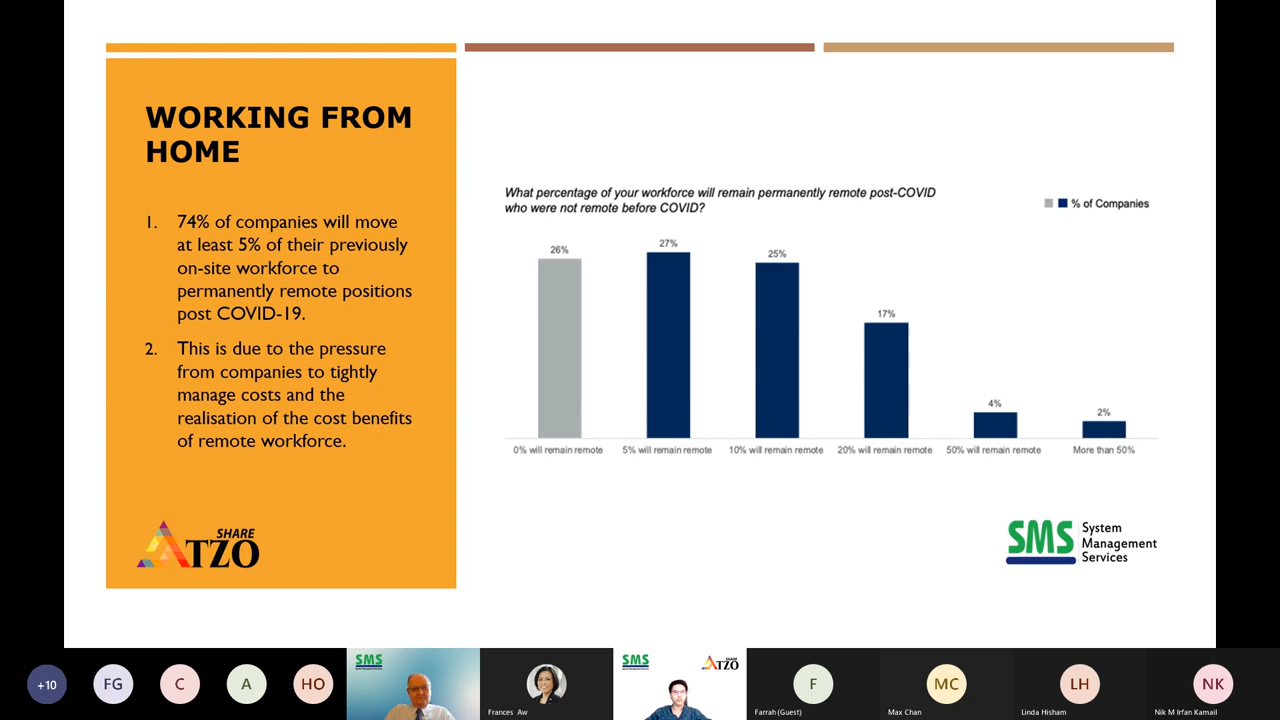 WORKING FROM
HOME
1. 74% of companies will move
at least 5% of their previously
on-site workforce to
permanently remote positions
post COVID-19.
2. This is due to the pressure
from companies to tightly
manage costs and the
realisation of the cost benefits
of remote workforce.
SHARE
ATZO
What percentage of your workforce will remain permanently remote post-COVID
who were not remote before COVID?
% of Companies
26%
27%
25%
17%
4%
2%
0% will remain remote
5% will remain remote
10% will remain remote
20% will remain remote
50% will remain remote
More than 50%
SMS
System
Management
Services
+10
FG
C
A
HO
SMS
Frances Aw
SMS
ATZO
F
Farrah (Guest)
MC
Max Chan
LH
Linda Hisham
NK
Nik M Irfan Kamail